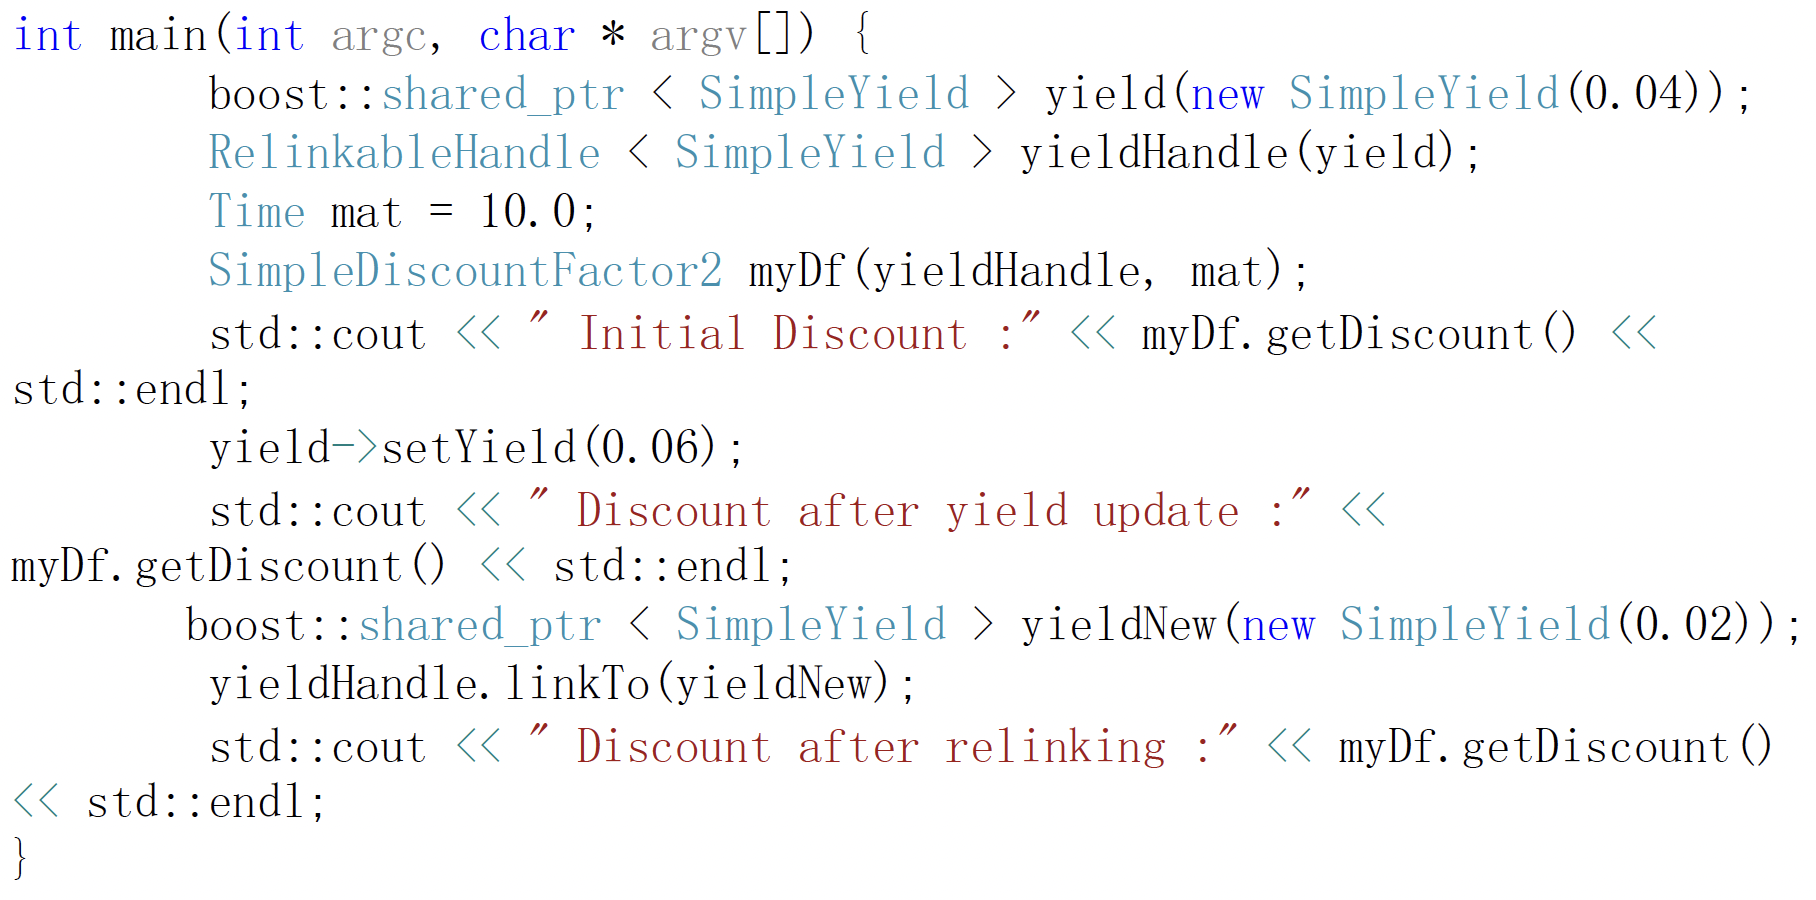 int main(int argc, char * argv[]) {
boost::shared_ptr < SimpleYield > yield(new SimpleYield(0.04));
RelinkableHandle < SimpleYield > yieldHandle(yield);
Time mat = 10.0;
SimpleDiscountFactor2 myDf(yieldHandle, mat);
std::cout << " Initial Discount :" << myDf.getDiscount() <<
std::endl;
yield->setYield(0.06);
std::cout << " Discount after yield update :" <<
myDf.getDiscount() << std::endl;
boost::shared_ptr < SimpleYield > yieldNew(new SimpleYield(0.02));
yieldHandle.linkTo(yieldNew);
std::cout << " Discount after relinking :" << myDf.getDiscount()
<< std::endl;
}